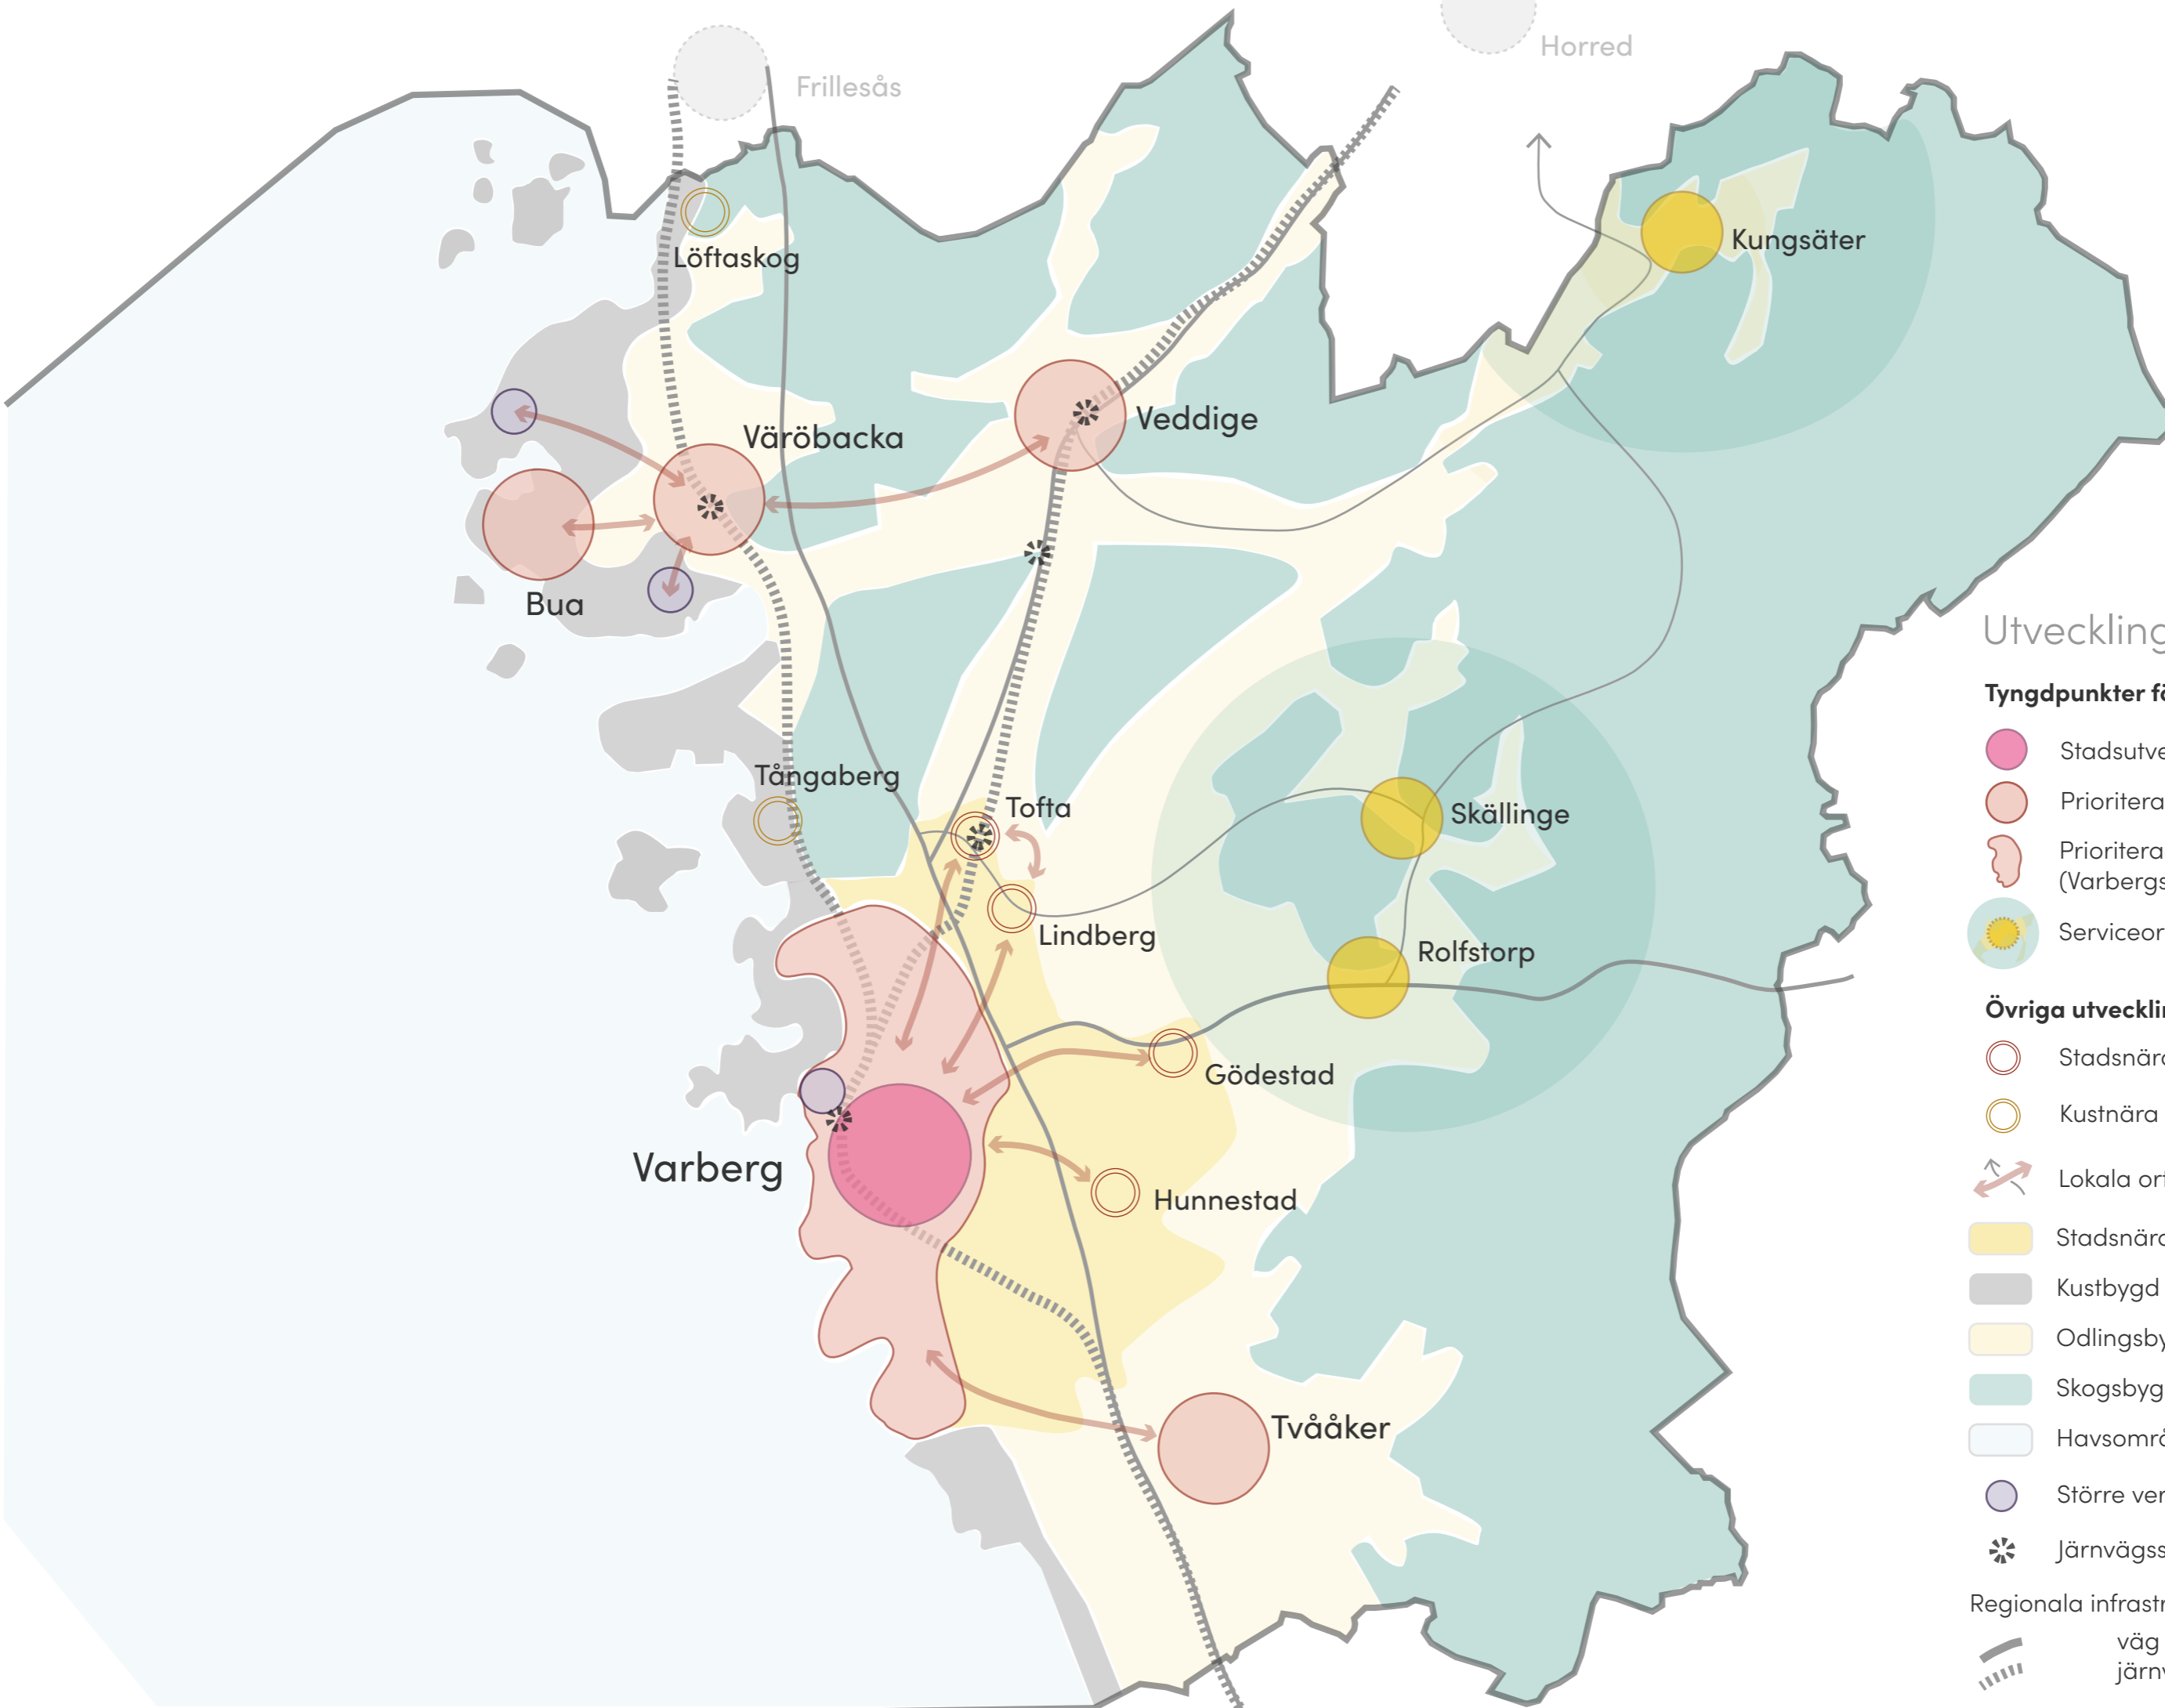 Horred
Frillesås
Kungsäter
Löftaskog
Väröbacka
Veddige
Bua
Tångaberg
Tofta
Skällinge
Lindberg
Rolfstorp
Gödestad
Varberg
Hunnestad
Tvååker
Utveckling
Tyngdpunkter fö
Stadsutve
Prioritera
Prioritera
(Varbergs
Serviceor
Övriga utvecklin
Stadsnära
Kustnära
Lokala ort
Stadsnära
Kustbygd
Odlingsby
Skogsbyg
Havsområ
Större ver
Järnvägss
Regionala infrastr
väg
järnv